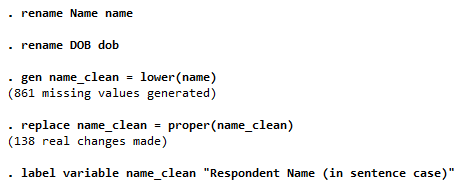 . rename Name name
. rename DOB dob
. gen name_clean = lower(name)
(861 missing values generated)
. replace name_clean = proper(name_clean)
(138 real changes made)
. label variable name_clean "Respondent Name (in sentence case)"